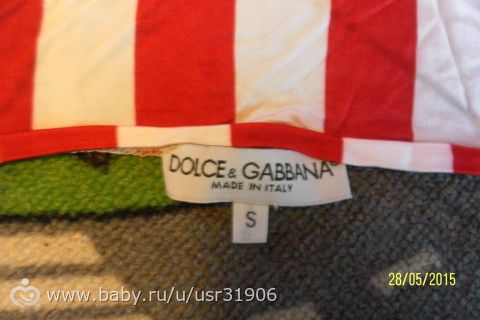 DOLCE & GABBANA
MADE IN ITALY
S
28/05/2015
www.baby.ru/u/usr31906